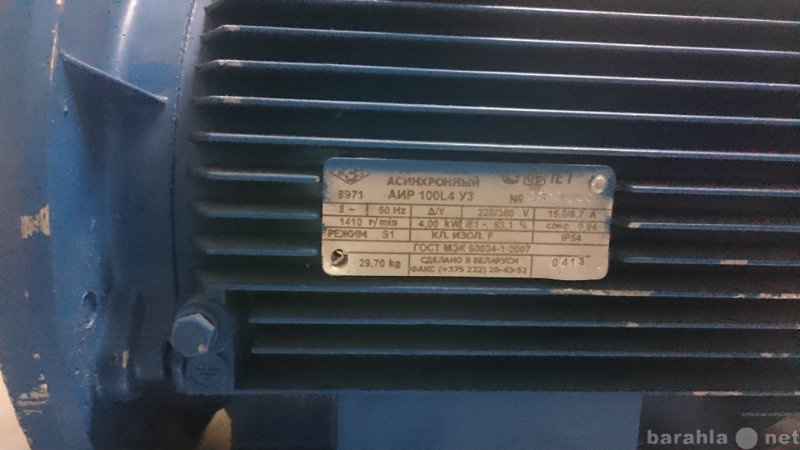 АСИНХРОННЫЙ IE1
8971 АИР 100L4 У3 №
3 ~ 50 Hz Δ/Y 220/380 V 15,0/8,7 A
1410 r/min 4,00 kW IE1 - 83,1 % cosφ 0,84
РЕЖИМ S1 КЛ. ИЗОЛ. F IP54
ГОСТ МЭК 60034-1-2007
29,70 kg СДЕЛАНО В БЕЛАРУСИ 0413
ФАКС (+375 222) 26-43-52
barahla.net